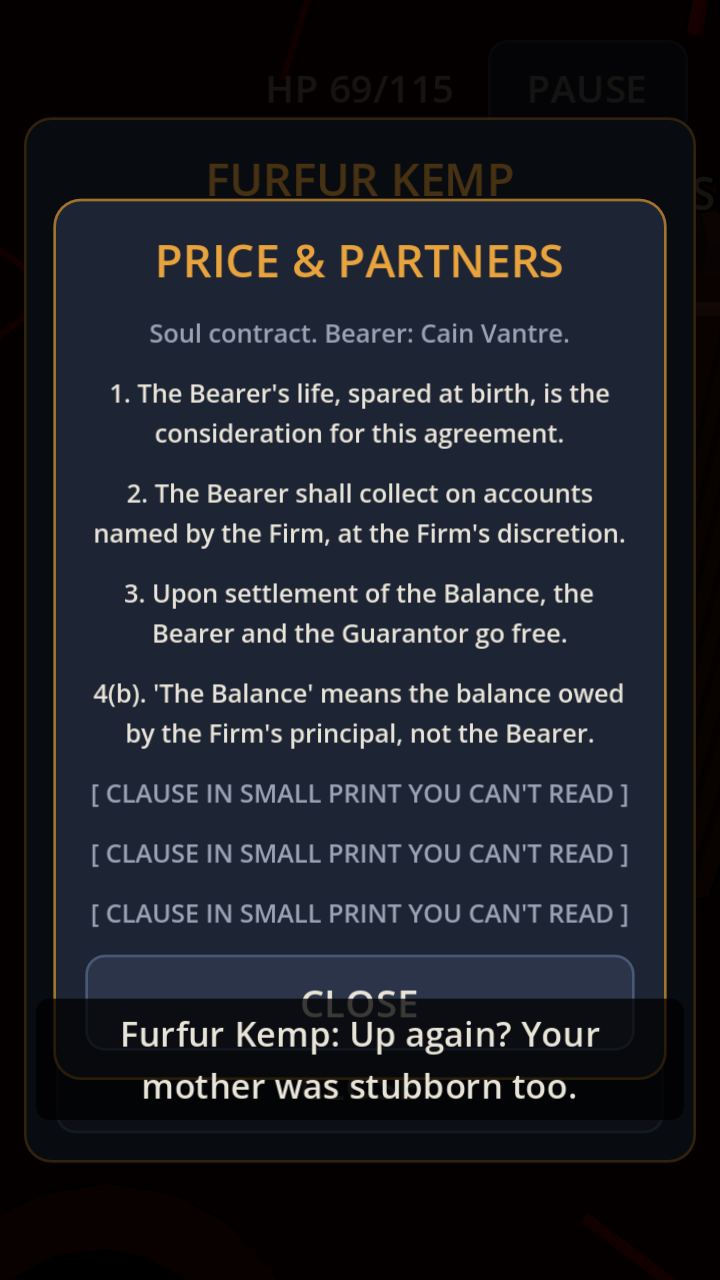 HP 69/115
PAUSE
FURFUR KEMP
S
PRICE & PARTNERS
Soul contract. Bearer: Cain Vantre.
1. The Bearer's life, spared at birth, is the
consideration for this agreement.
2. The Bearer shall collect on accounts
named by the Firm, at the Firm's discretion.
3. Upon settlement of the Balance, the
Bearer and the Guarantor go free.
4(b). 'The Balance' means the balance owed
by the Firm's principal, not the Bearer.
[ CLAUSE IN SMALL PRINT YOU CAN'T READ ]
[ CLAUSE IN SMALL PRINT YOU CAN'T READ ]
[ CLAUSE IN SMALL PRINT YOU CAN'T READ ]
CLOSE
Furfur Kemp: Up again? Your
mother was stubborn too.